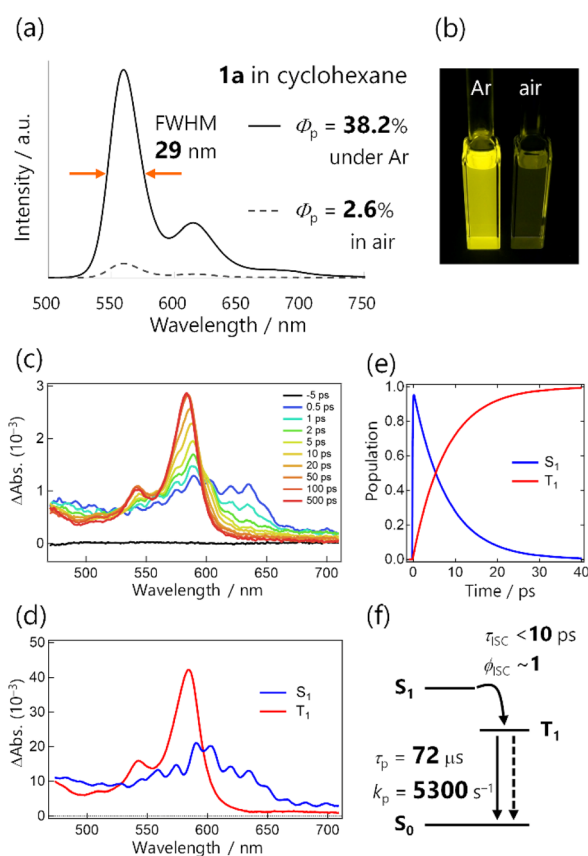 (a)
1a in cyclohexane
FWHM
29 nm
Φp = 38.2%
under Ar
Φp = 2.6%
in air
Intensity / a.u.
500 550 600 650 700 750
Wavelength / nm
(b)
Ar air
(c)
3
2
1
0
ΔAbs. (10⁻³)
-5 ps
0.5 ps
1 ps
2 ps
5 ps
10 ps
20 ps
50 ps
100 ps
500 ps
500 550 600 650 700
Wavelength / nm
(e)
1.0
0.8
0.6
0.4
0.2
0.0
Population
S₁
T₁
0 10 20 30 40
Time / ps
(d)
50
40
30
20
10
0
ΔAbs. (10⁻³)
S₁
T₁
500 550 600 650 700
Wavelength / nm
(f)
τISC < 10 ps
ϕISC ~ 1
S₁
T₁
τp = 72 μs
kp = 5300 s⁻¹
S₀